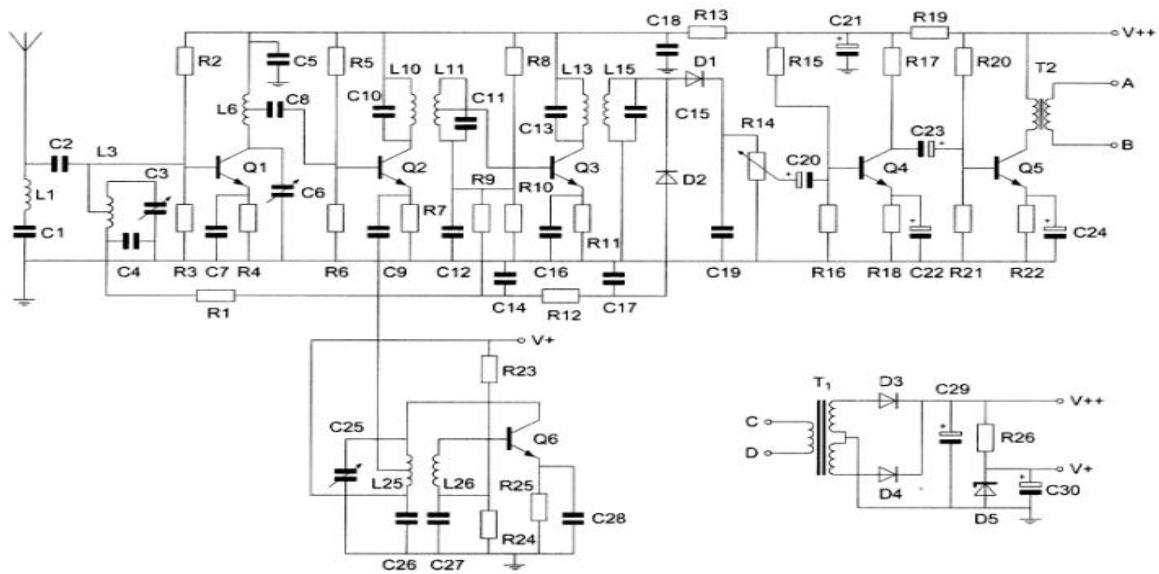 C18 R13 C21 R19
V++
R2 C5 R5 L10 L11 R8 L13 L15 D1 R15 R17 R20 T2
C8 C10 C11 C15 A
L6 C13 R14 C23
C2 L3 B
C3 Q1 C6 Q2 R9 R10 Q3 D2 C20 Q4 Q5
L1 R7 R11
C1 C4 C24
R3 C7 R4 R6 C9 C12 C16 C19 R16 R18 C22 R21 R22
R1 C14 R12 C17
V+
R23
T1 D3 C29 V++
C25 Q6 C
R26
D V+
L25 L26 R25 D4 C30
C28 D5
R24
C26 C27